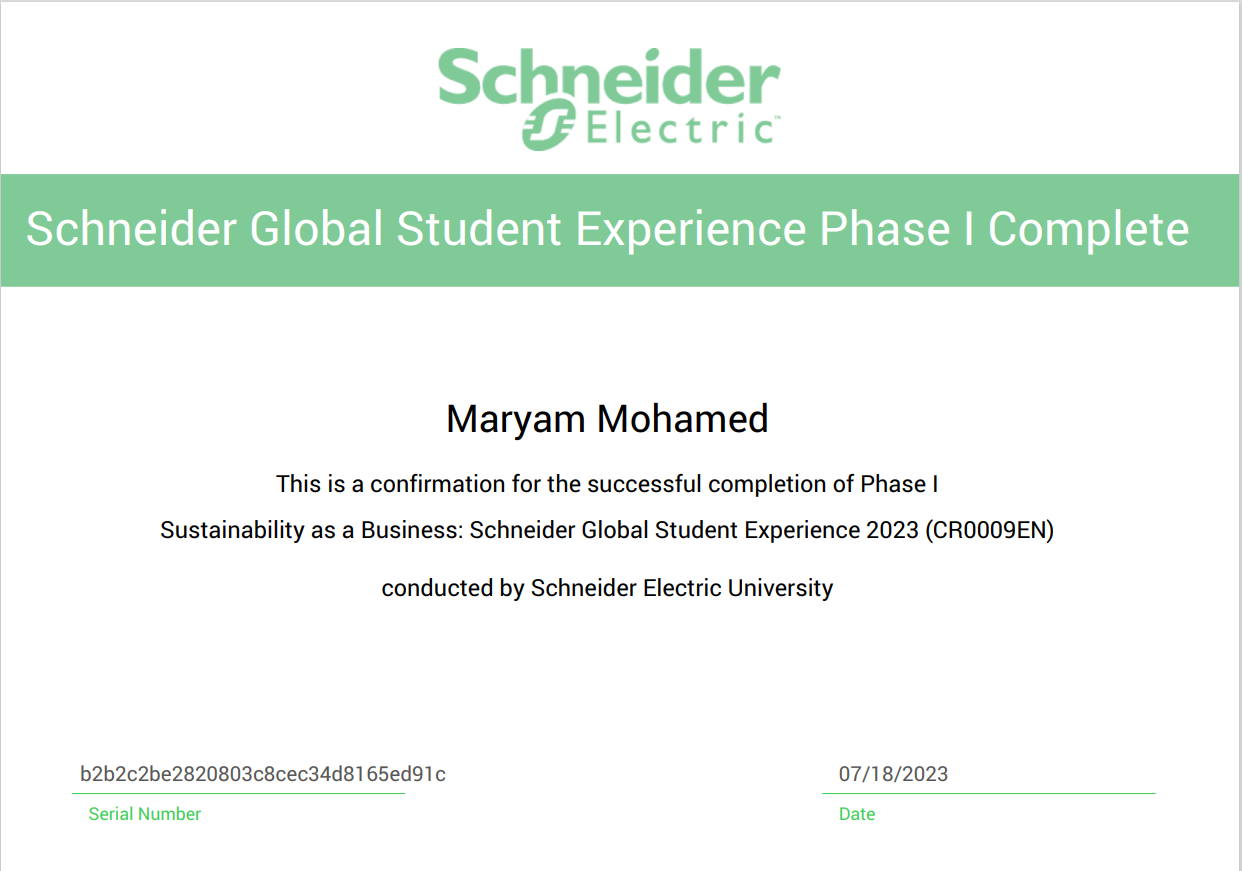 Schneider
Electric™
Schneider Global Student Experience Phase I Complete
Maryam Mohamed
This is a confirmation for the successful completion of Phase I
Sustainability as a Business: Schneider Global Student Experience 2023 (CR0009EN)
conducted by Schneider Electric University
b2b2c2be2820803c8cec34d8165ed91c
Serial Number
07/18/2023
Date